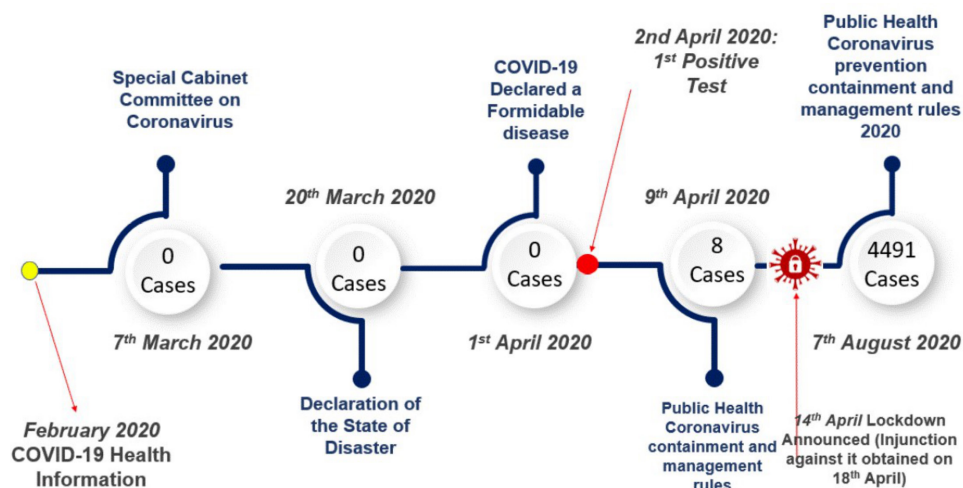 Special Cabinet
Committee on
Coronavirus
0
Cases
7th March 2020
February 2020
COVID-19 Health
Information
20th March 2020
0
Cases
Declaration of
the State of
Disaster
COVID-19
Declared a
Formidable
disease
0
Cases
1st April 2020
2nd April 2020:
1st Positive
Test
9th April 2020
8
Cases
Public Health
Coronavirus
containment and
management
rules
14th April Lockdown
Announced (Injunction
against it obtained on
18th April)
Public Health
Coronavirus
prevention
containment and
management rules
2020
4491
Cases
7th August 2020